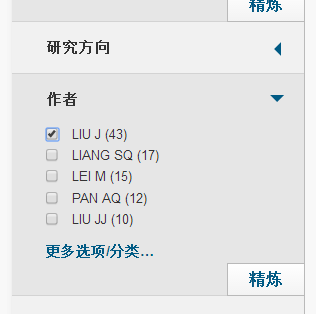 精炼
研究方向
作者
LIU J (43)
LIANG SQ (17)
LEI M (15)
PAN AQ (12)
LIU JJ (10)
更多选项/分类...
精炼